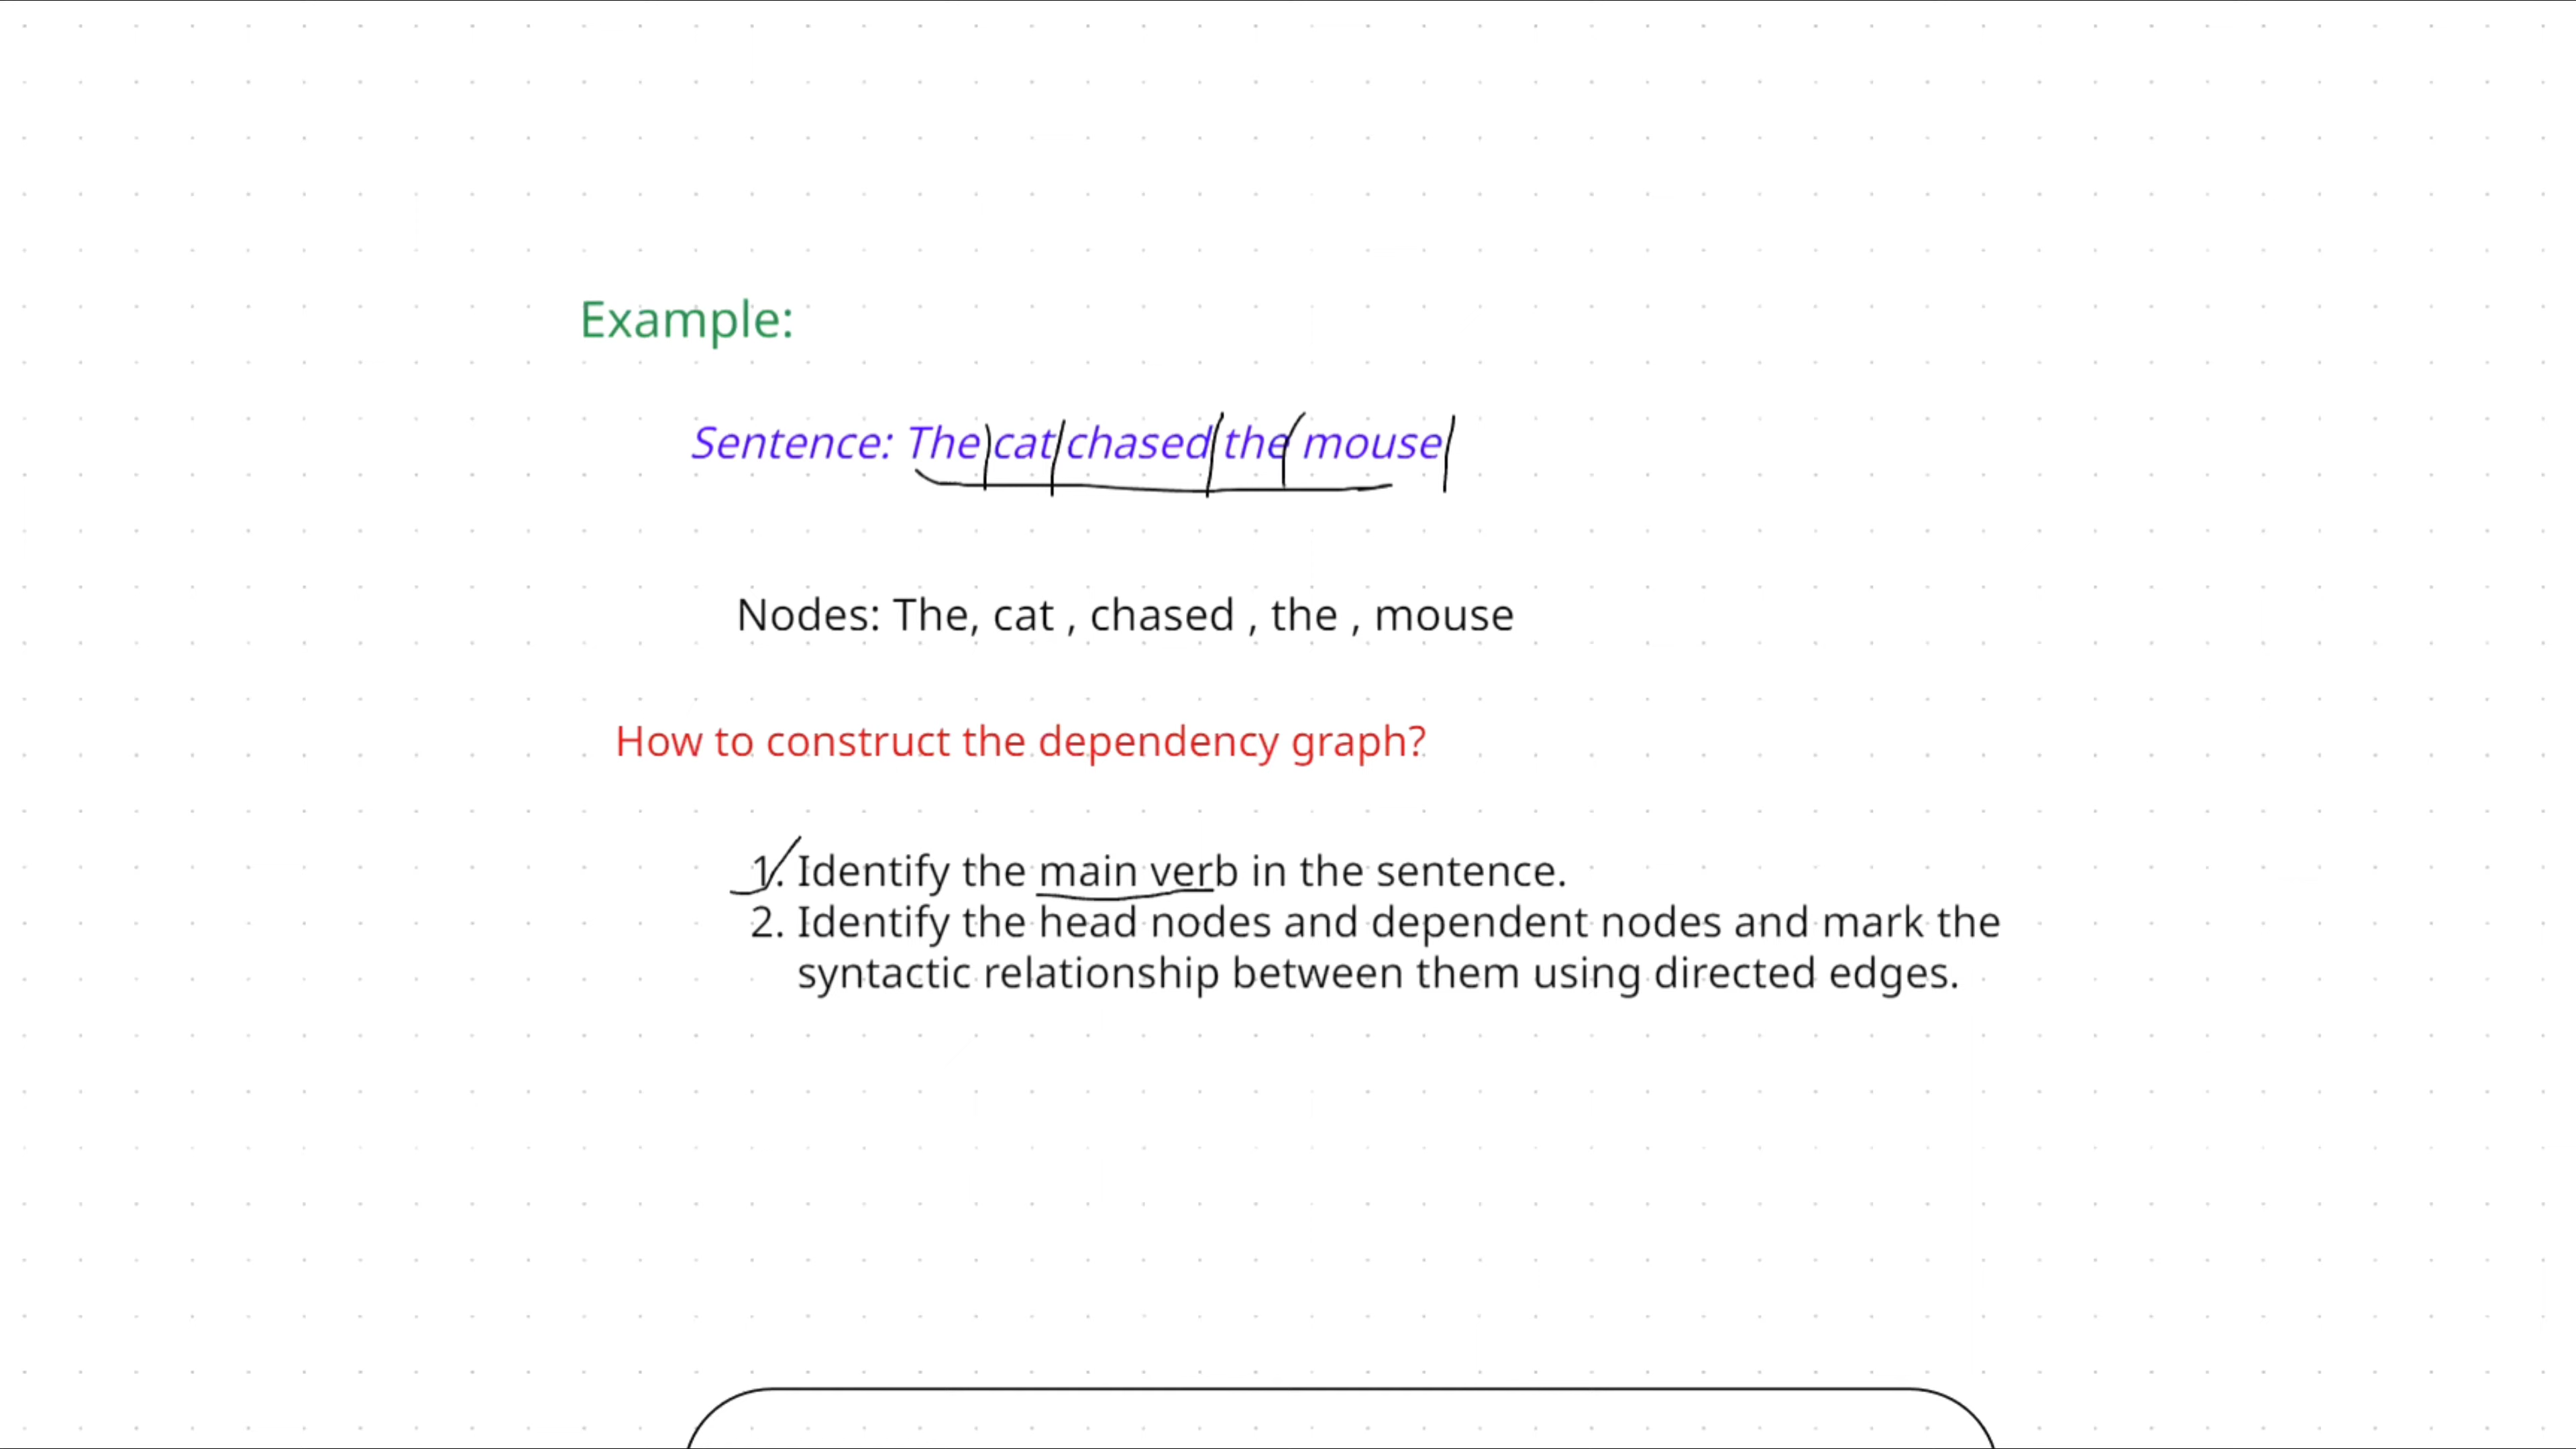 Example:
Sentence: The cat chased the mouse
Nodes: The, cat , chased , the , mouse
How to construct the dependency graph?
1. Identify the main verb in the sentence.
2. Identify the head nodes and dependent nodes and mark the
syntactic relationship between them using directed edges.